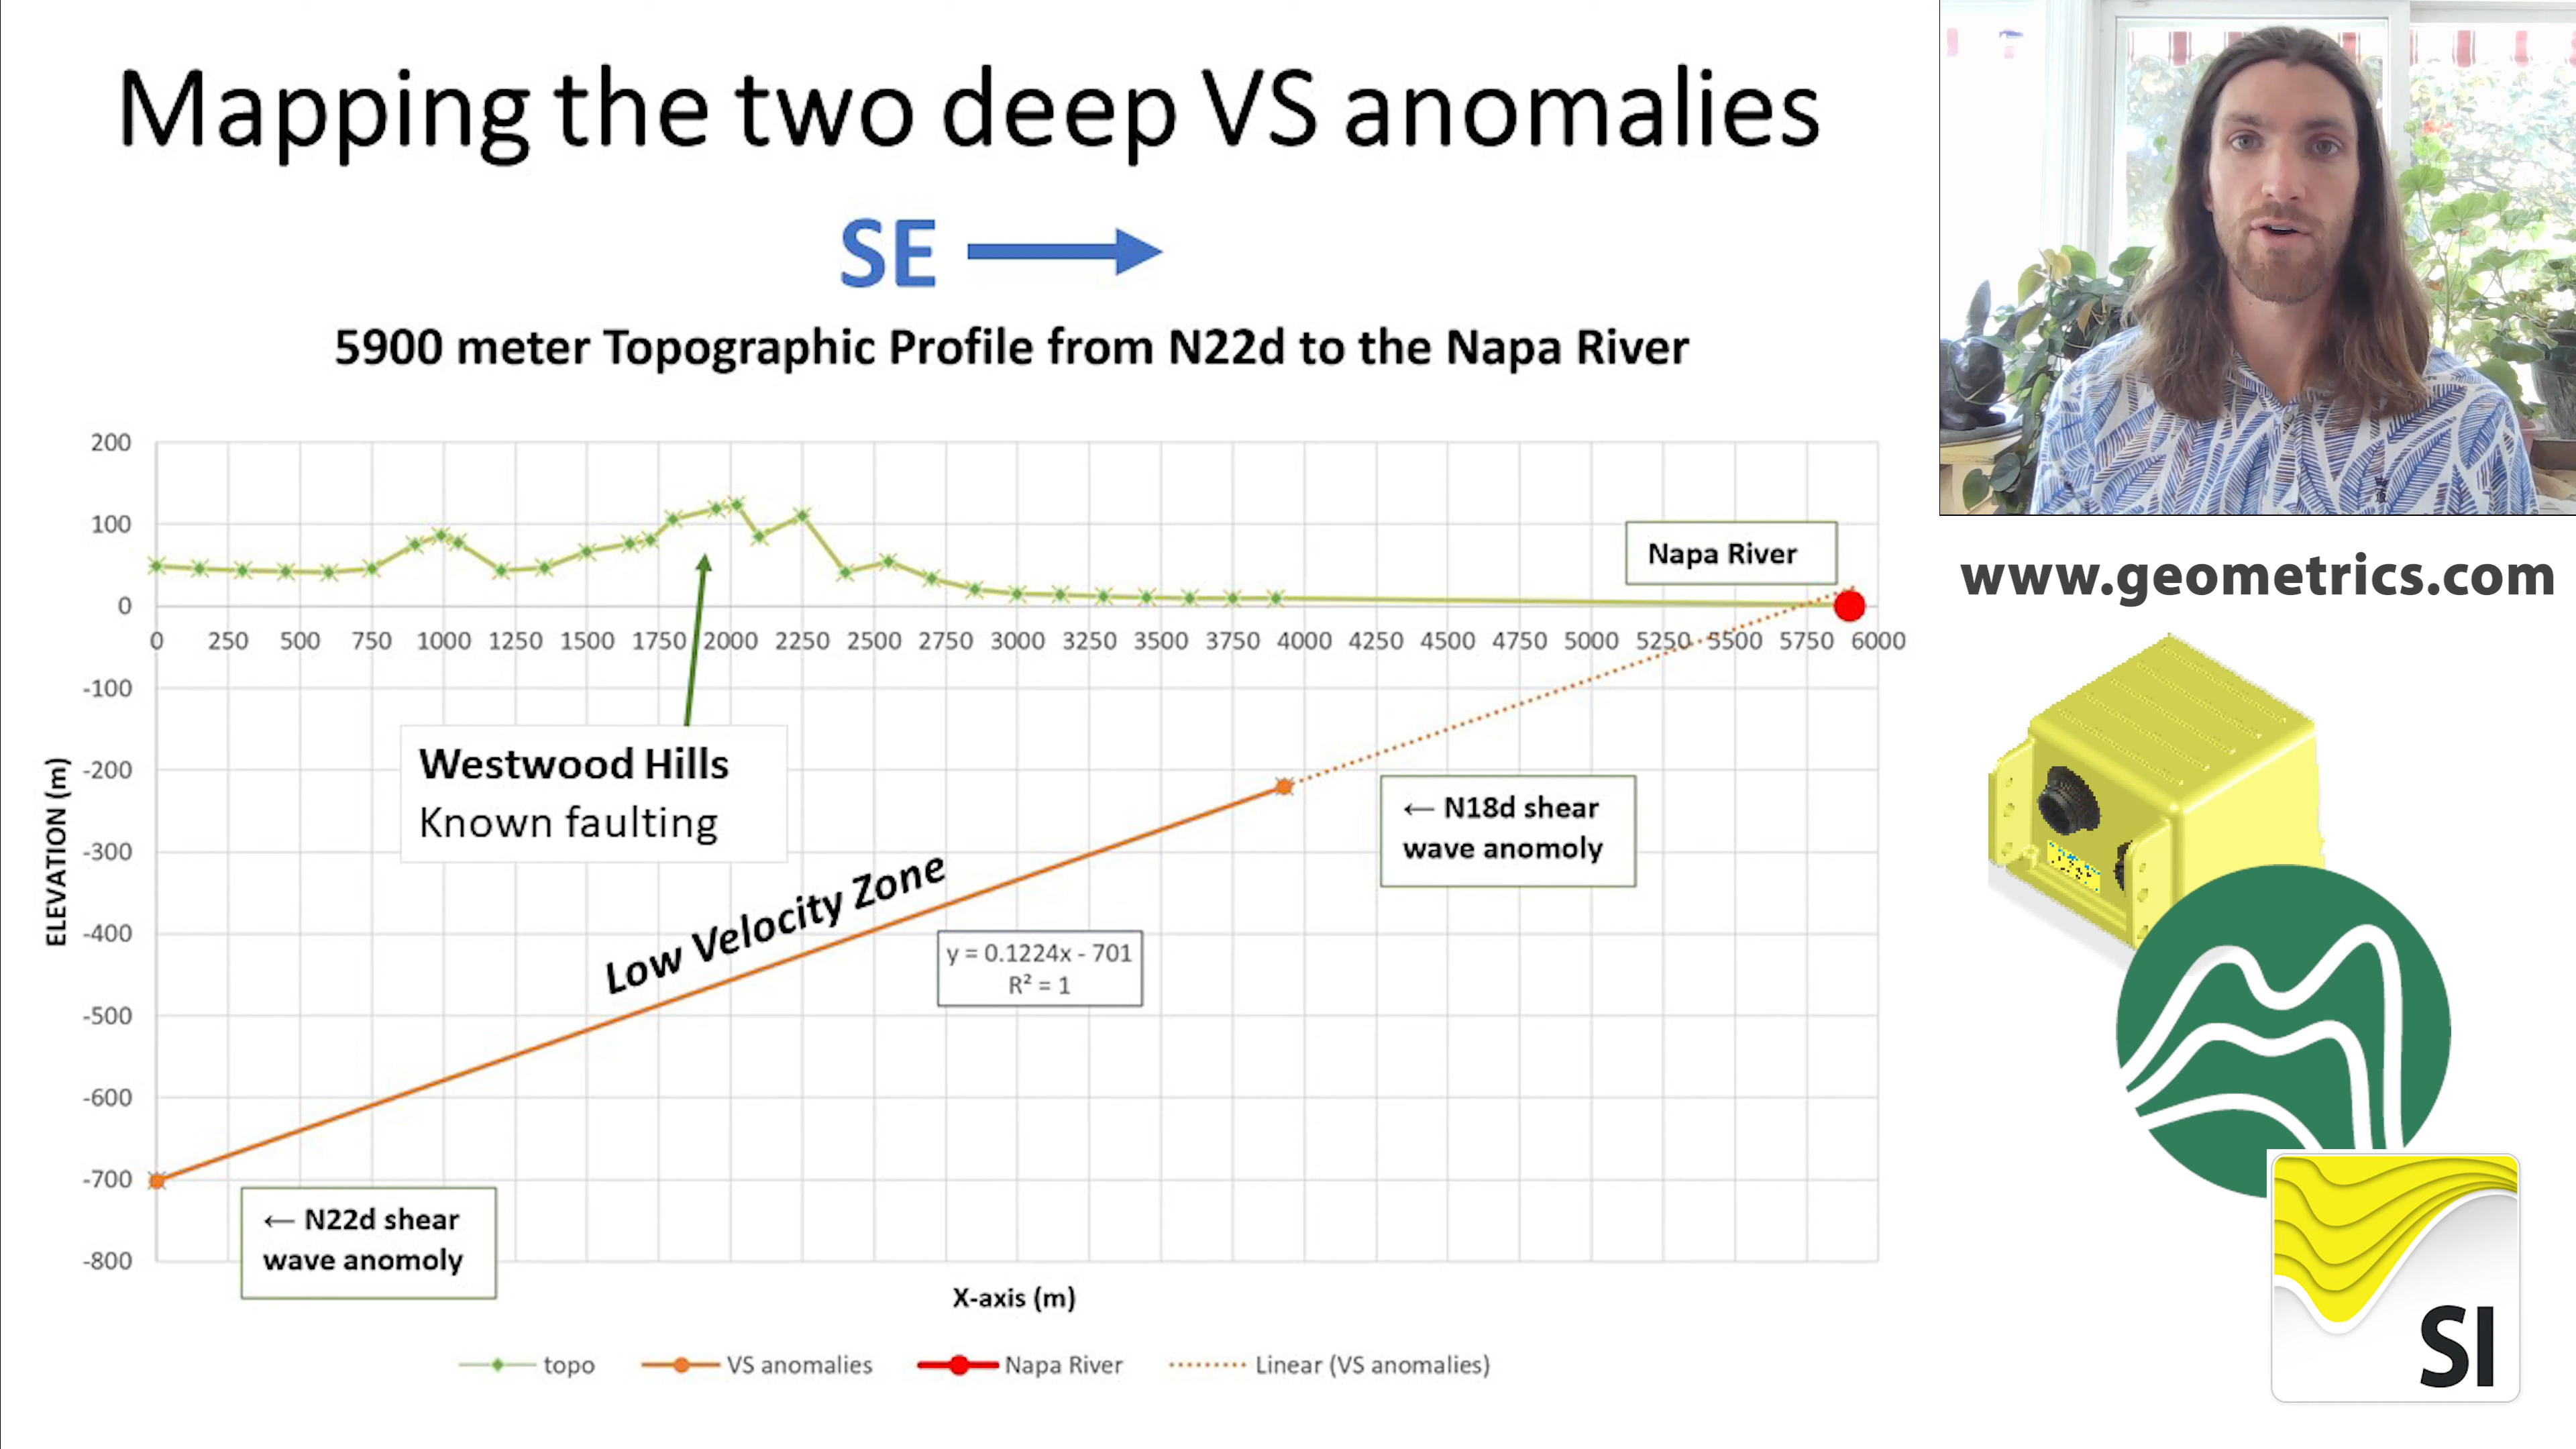 Mapping the two deep VS anomalies
SE
5900 meter Topographic Profile from N22d to the Napa River
200
100
0
-100
-200
-300
-400
-500
-600
-700
-800
ELEVATION (m)
0 250 500 750 1000 1250 1500 1750 2000 2250 2500 2750 3000 3250 3500 3750 4000 4250 4500 4750 5000 5250 5500 5750 6000
Napa River
Westwood Hills
Known faulting
Low Velocity Zone
← N18d shear
wave anomoly
y = 0.1224x - 701
R² = 1
← N22d shear
wave anomoly
X-axis (m)
topo VS anomalies Napa River Linear (VS anomalies)
www.geometrics.com
SI